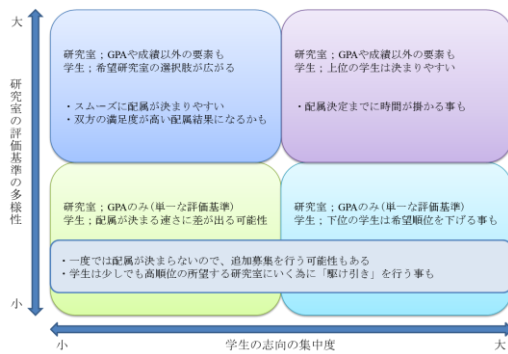 大
研究室の評価基準の多様性
小
研究室；GPAや成績以外の要素も
学生；希望研究室の選択肢が広がる
・スムーズに配属が決まりやすい
・双方の満足度が高い配属結果になるかも
研究室；GPAや成績以外の要素も
学生；上位の学生は決まりやすい
・配属決定までに時間が掛かる事も
研究室；GPAのみ(単一な評価基準)
学生；配属が決まる速さに差が出る可能性
研究室；GPAのみ(単一な評価基準)
学生；下位の学生は希望順位を下げる事も
・一度では配属が決まらないので、追加募集を行う可能性もある
・学生は少しでも高順位の所望する研究室にいく為に「駆け引き」を行う事も
小
学生の志向の集中度
大